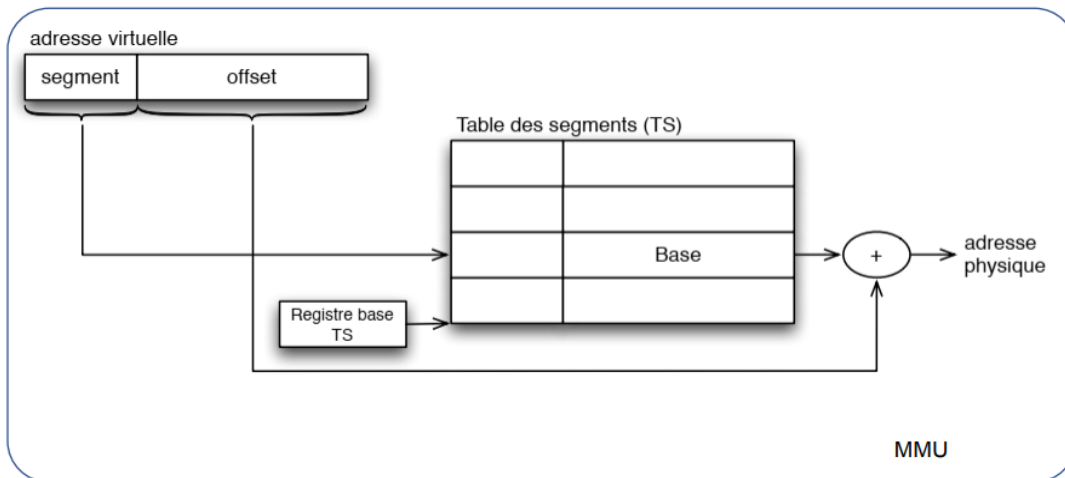 adresse virtuelle
segment
offset
Table des segments (TS)
Base
+
adresse
physique
Registre base
TS
MMU